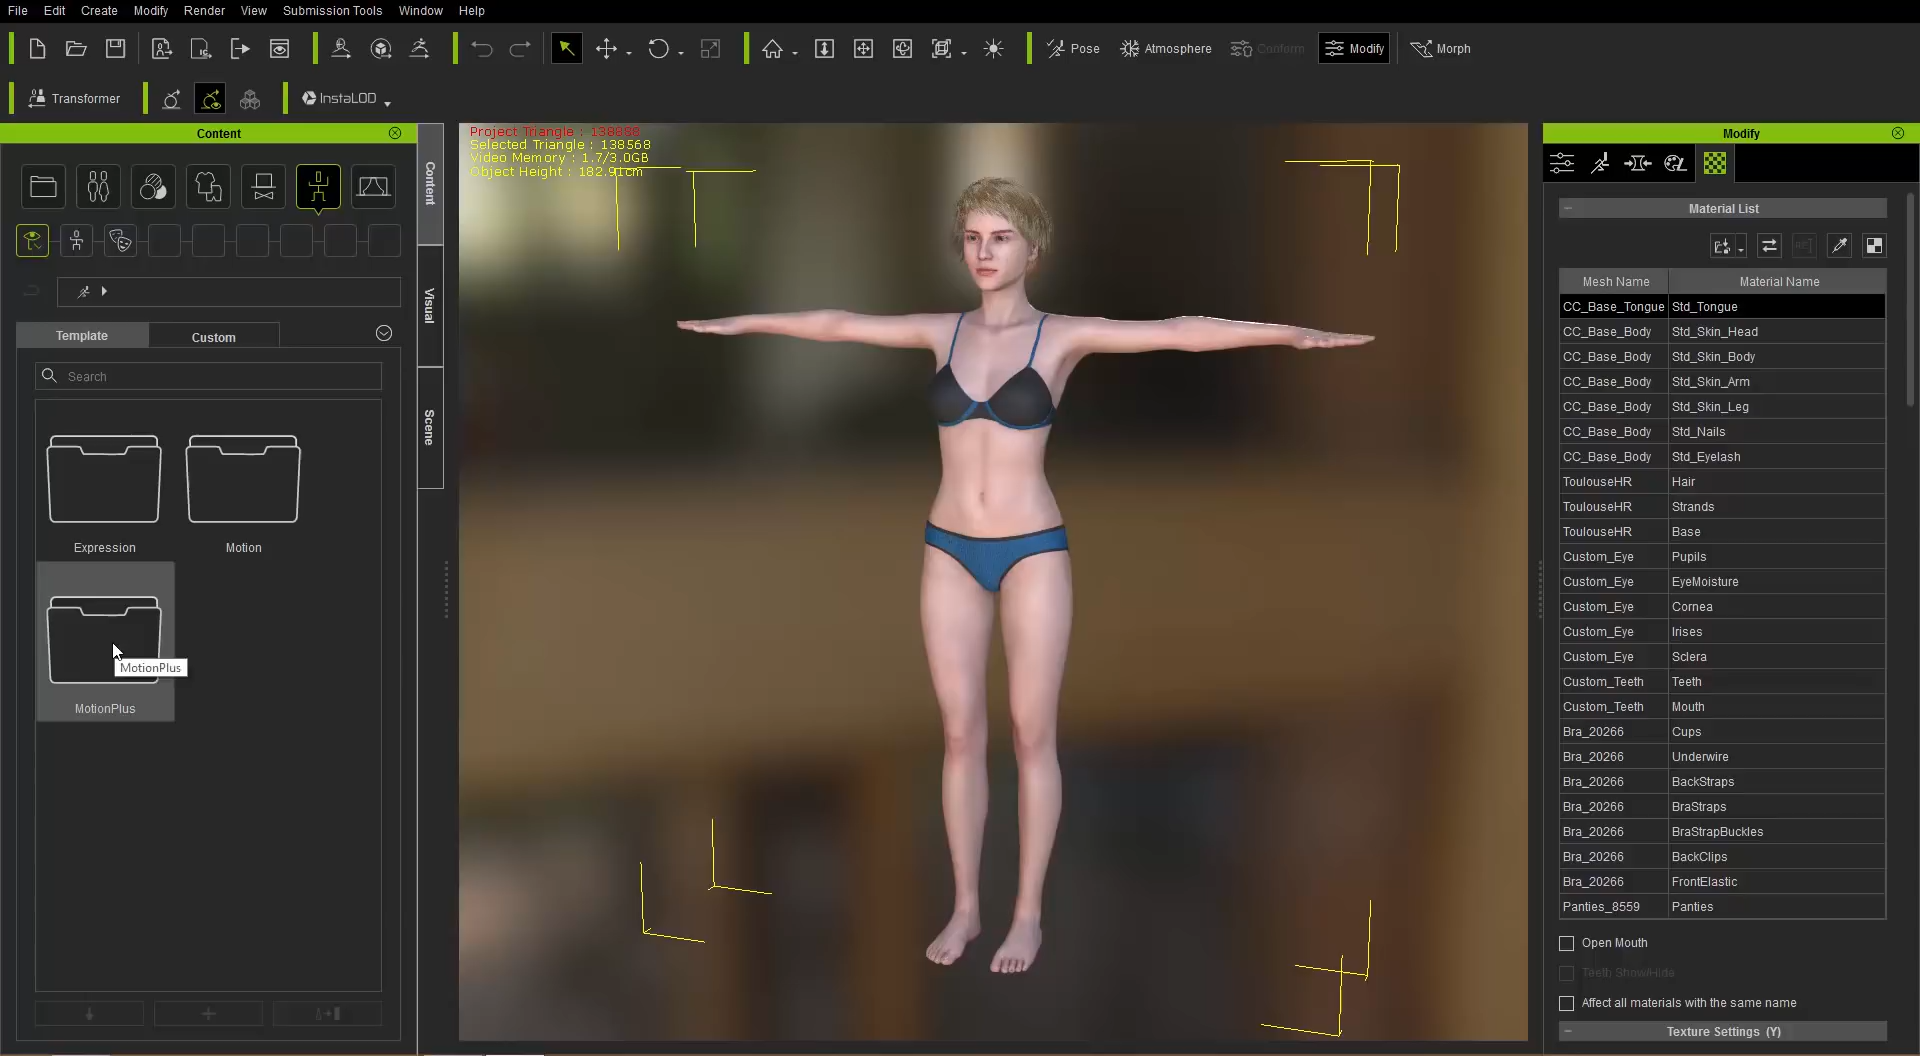 File Edit Create Modify Render View Submission Tools Window Help
Pose Atmosphere Conform Modify Morph
Transformer InstaLOD
Content
Content
Visual
Scene
Template Custom
Search
Expression Motion
MotionPlus
MotionPlus
Project Triangle : 138888
Selected Triangle : 138568
Video Memory : 1.7/3.0GB
Object Height : 182.91cm
Modify
Material List
Mesh Name Material Name
CC_Base_Tongue Std_Tongue
CC_Base_Body Std_Skin_Head
CC_Base_Body Std_Skin_Body
CC_Base_Body Std_Skin_Arm
CC_Base_Body Std_Skin_Leg
CC_Base_Body Std_Nails
CC_Base_Body Std_Eyelash
ToulouseHR Hair
ToulouseHR Strands
ToulouseHR Base
Custom_Eye Pupils
Custom_Eye EyeMoisture
Custom_Eye Cornea
Custom_Eye Irises
Custom_Eye Sclera
Custom_Teeth Teeth
Custom_Teeth Mouth
Bra_20266 Cups
Bra_20266 Underwire
Bra_20266 BackStraps
Bra_20266 BraStraps
Bra_20266 BraStrapBuckles
Bra_20266 BackClips
Bra_20266 FrontElastic
Panties_8559 Panties
Open Mouth
Teeth Show/Hide
Affect all materials with the same name
Texture Settings (Y)